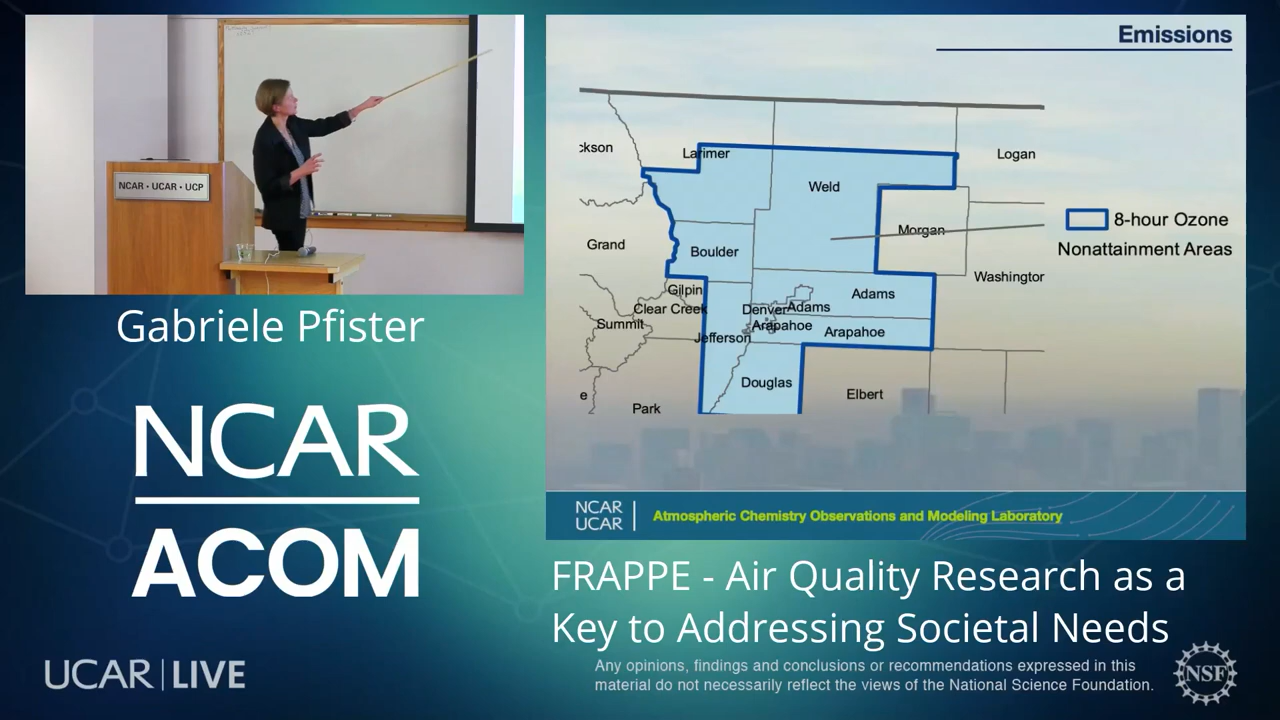 NCAR • UCAR • UCP
Gabriele Pfister
NCAR
ACOM
UCAR | LIVE
Emissions
ckson
Larimer
Logan
Weld
Grand
Boulder
Morgan
8-hour Ozone
Nonattainment Areas
Washingtor
Gilpin
Clear Creek
Summit
Adams
Denver
Adams
Arapahoe
Arapahoe
Jefferson
Douglas
Elbert
e
Park
NCAR
UCAR
Atmospheric Chemistry Observations and Modeling Laboratory
FRAPPE - Air Quality Research as a
Key to Addressing Societal Needs
Any opinions, findings and conclusions or recommendations expressed in this
material do not necessarily reflect the views of the National Science Foundation.
NSF